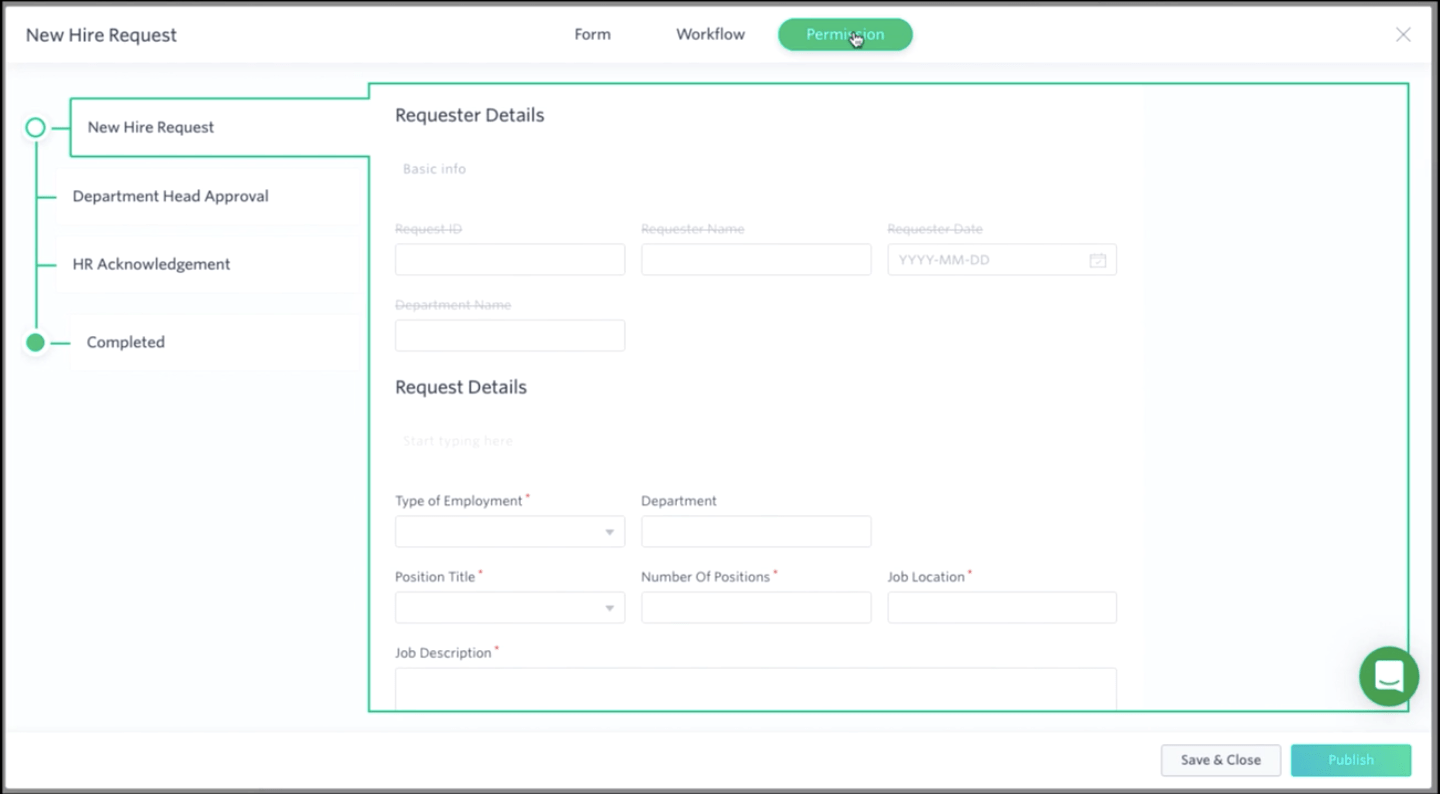 New Hire Request
Form Workflow Permission
New Hire Request
Department Head Approval
HR Acknowledgement
Completed
Requester Details
Basic info
Request ID Requester Name Requester Date
YYYY-MM-DD
Department Name
Request Details
Start typing here
Type of Employment* Department
Position Title* Number Of Positions* Job Location*
Job Description*
Save & Close Publish